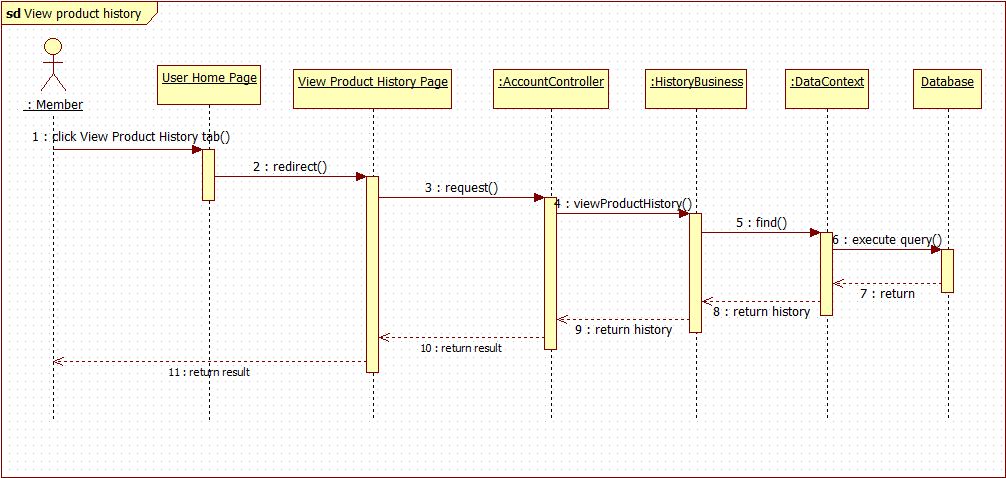 sd View product history
: Member
User Home Page
View Product History Page
:AccountController
:HistoryBusiness
:DataContext
Database
1 : click View Product History tab()
2 : redirect()
3 : request()
4 : viewProductHistory()
5 : find()
6 : execute query()
7 : return
8 : return history
9 : return history
10 : return result
11 : return result